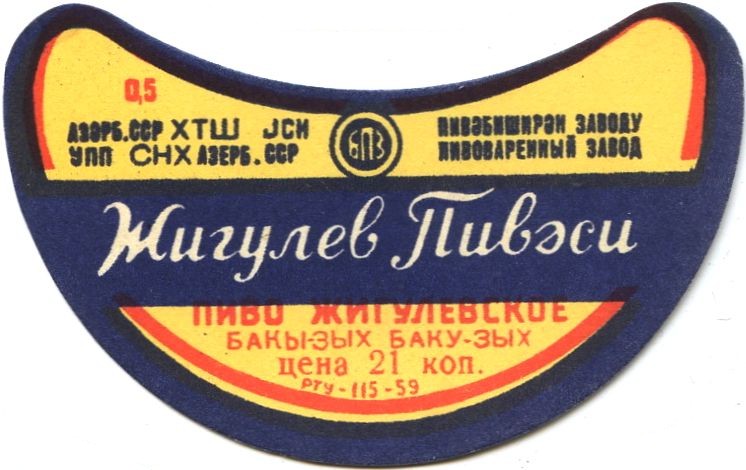 0,5
АЗӘРБ.ССР ХТШ ЈСИ
УПП СНХ АЗЕРБ. ССР
ПИВӘБИШИРӘН ЗАВОДУ
ПИВОВАРЕННЫЙ ЗАВОД
Жигулев Пивәси
ПИВО ЖИГУЛЕВСКОЕ
БАКЫ-ЗЫХ БАКУ-ЗЫХ
цена 21 коп.
РТУ-115-59